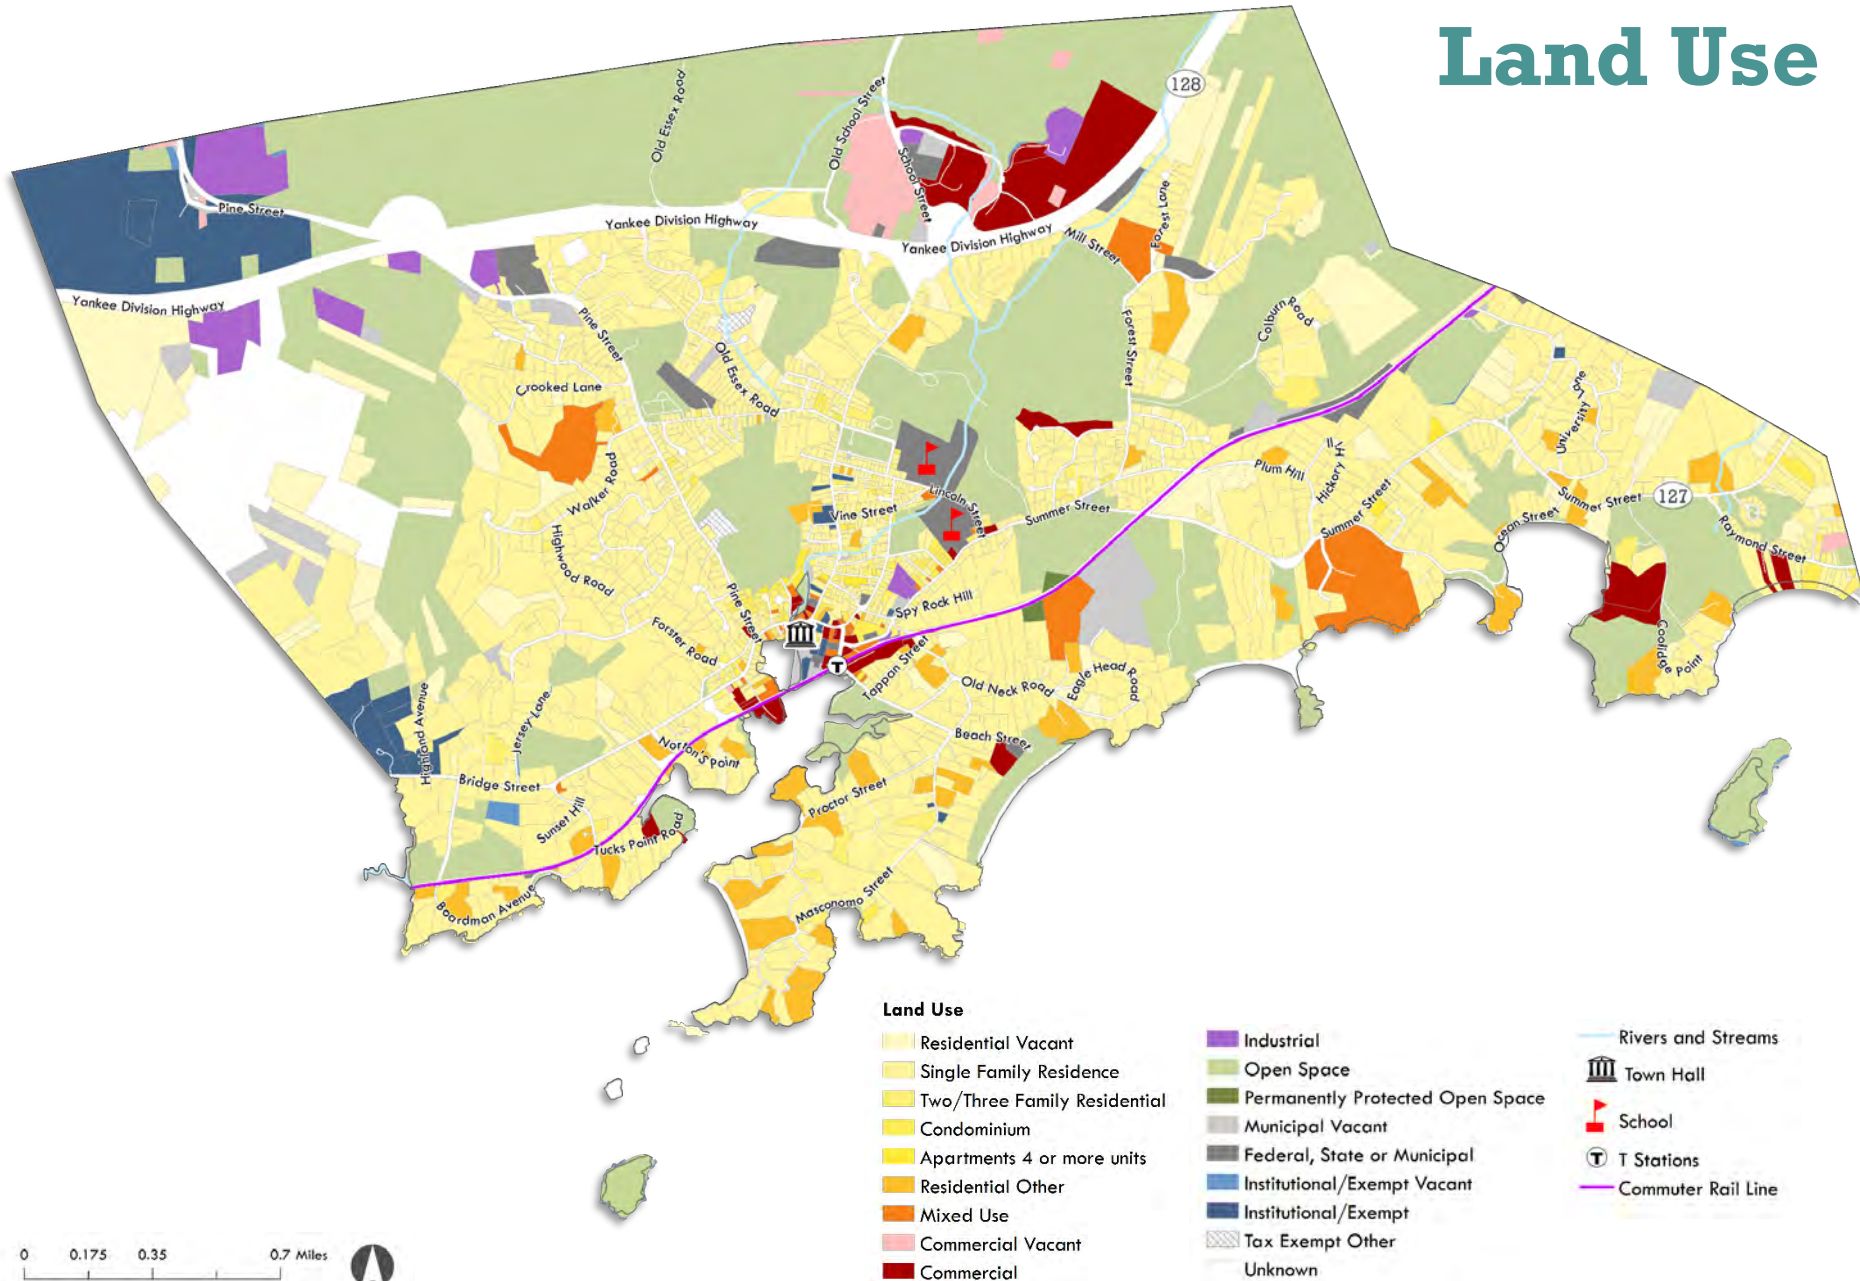 Land Use
128
Old Essex Road
Old School Street
School Street
Pine Street
Yankee Division Highway
Yankee Division Highway
Mill Street
Forest Lane
Yankee Division Highway
Pine Street
Old Essex Road
Forest Street
Colburn Road
Crooked Lane
University Lane
Walker Road
Plum Hill
Hickory Hill
Lincoln Street
Vine Street
Summer Street
Summer Street
Summer Street
127
Ocean Street
Raymond Street
Highwood Road
Pine Street
Spy Rock Hill
Forster Road
T
Tappan Street
Old Neck Road
Eagle Head Road
Coolidge Point
Highland Avenue
Jersey Lane
Norton'S Point
Beach Street
Bridge Street
Proctor Street
Sunset Hill
Tucks Point Road
Boardman Avenue
Masconomo Street
Land Use
Residential Vacant
Single Family Residence
Two/Three Family Residential
Condominium
Apartments 4 or more units
Residential Other
Mixed Use
Commercial Vacant
Commercial
Industrial
Open Space
Permanently Protected Open Space
Municipal Vacant
Federal, State or Municipal
Institutional/Exempt Vacant
Institutional/Exempt
Tax Exempt Other
Unknown
Rivers and Streams
Town Hall
School
T T Stations
Commuter Rail Line
0 0.175 0.35 0.7 Miles